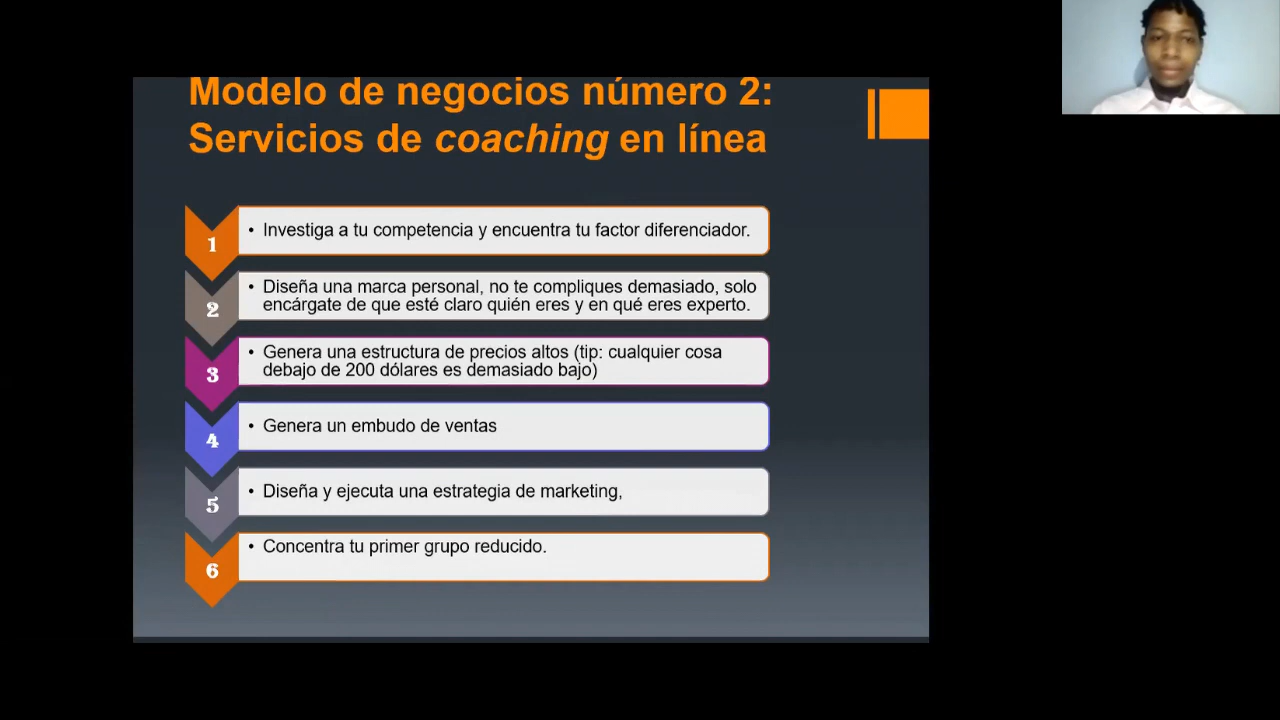 Modelo de negocios número 2:
Servicios de coaching en línea
1
• Investiga a tu competencia y encuentra tu factor diferenciador.
2
• Diseña una marca personal, no te compliques demasiado, solo
encárgate de que esté claro quién eres y en qué eres experto.
3
• Genera una estructura de precios altos (tip: cualquier cosa
debajo de 200 dólares es demasiado bajo)
4
• Genera un embudo de ventas
5
• Diseña y ejecuta una estrategia de marketing,
6
• Concentra tu primer grupo reducido.